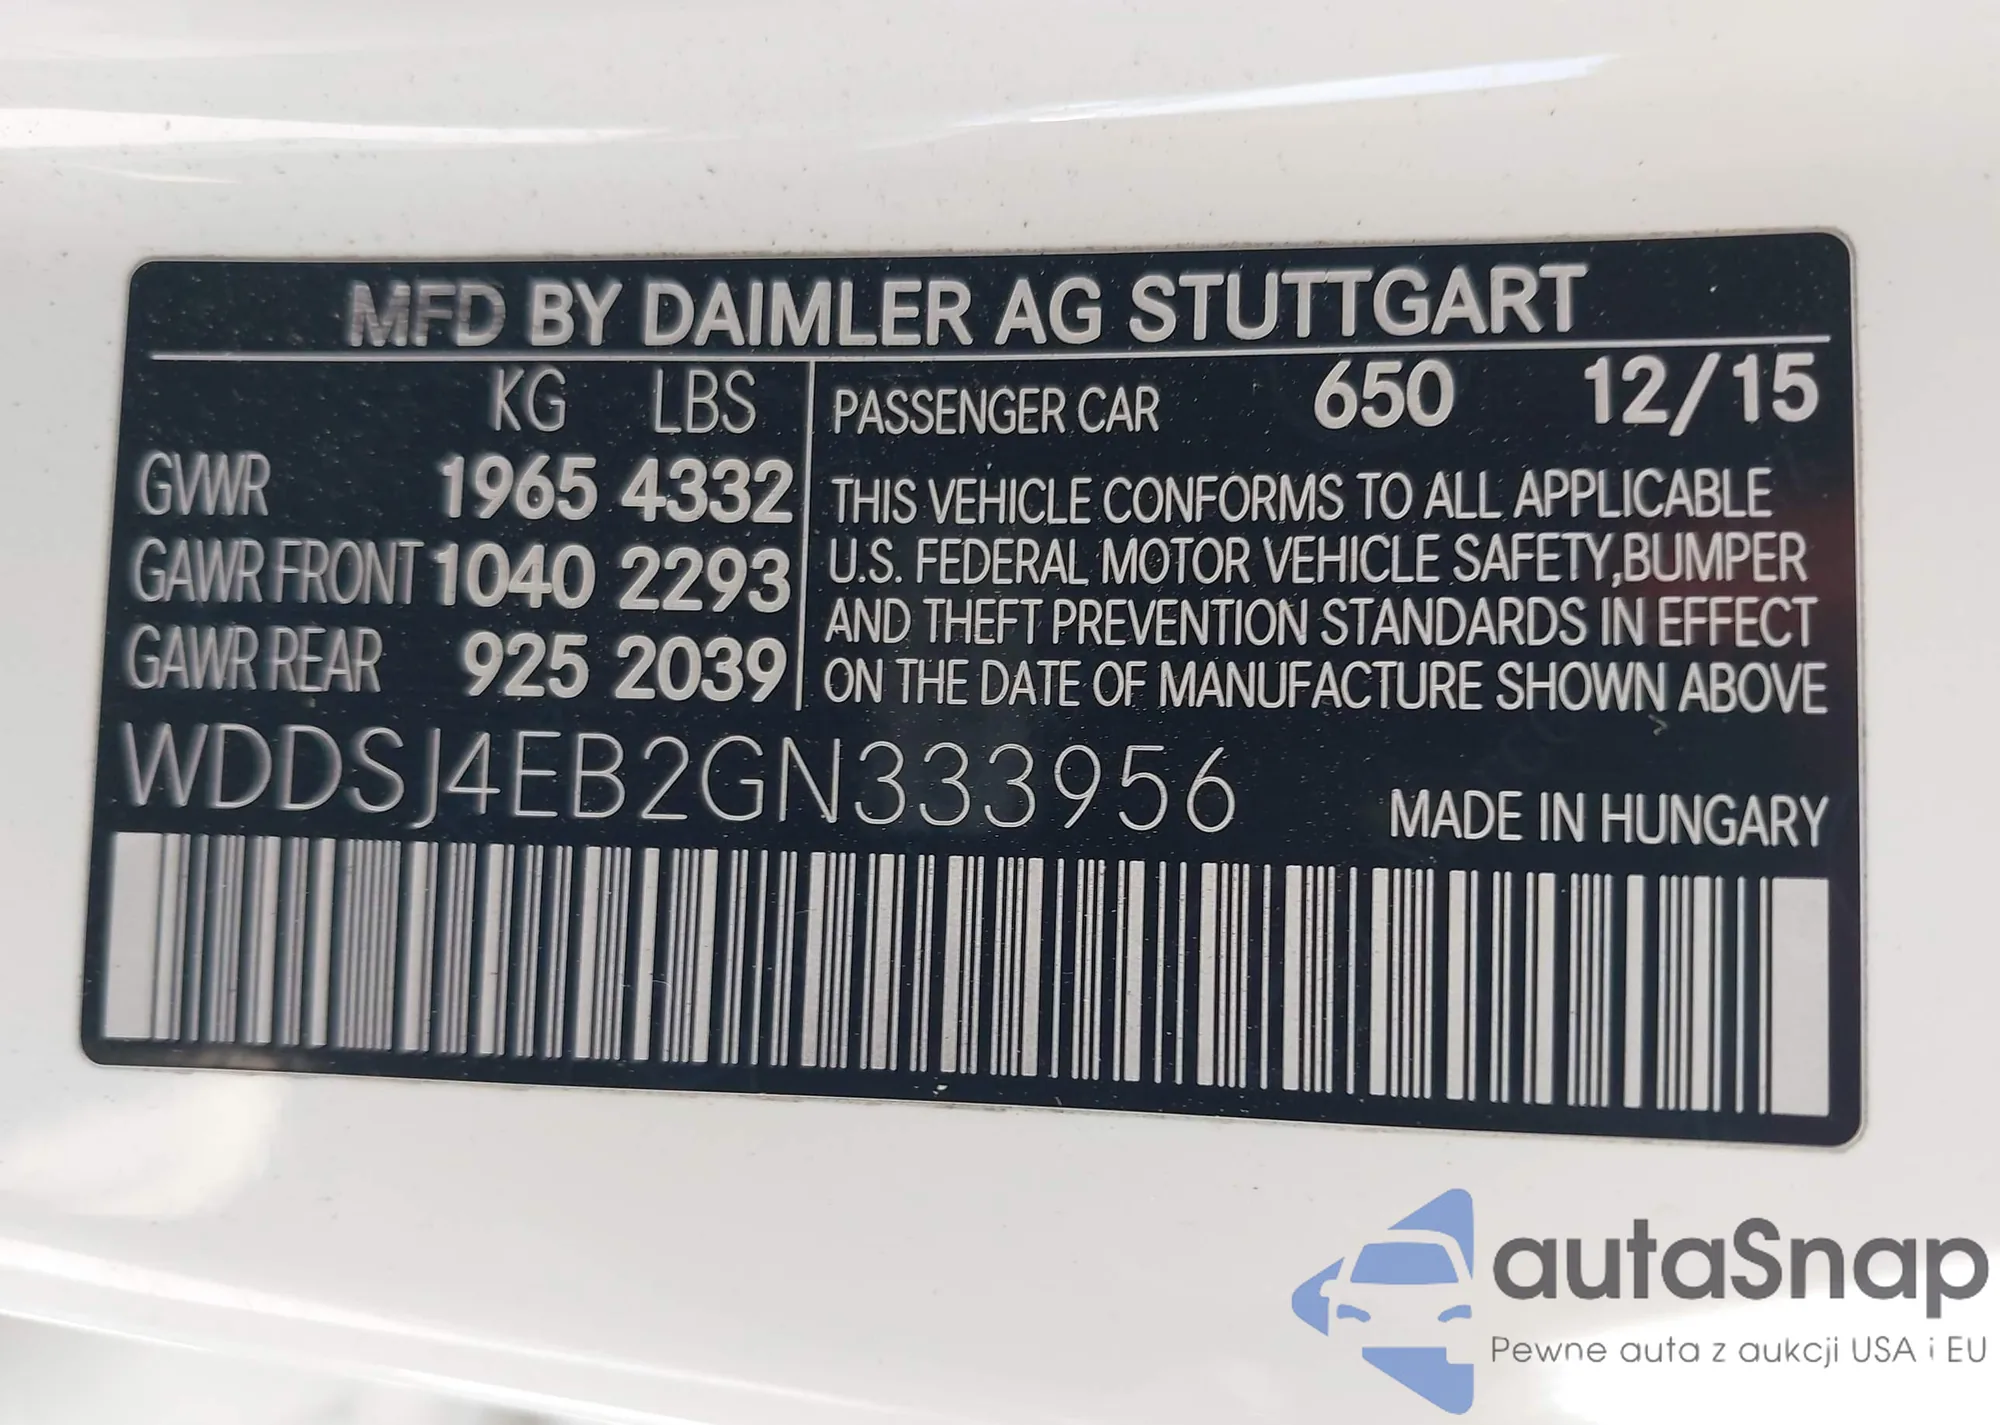 MFD BY DAIMLER AG STUTTGART
KG LBS
GVWR 1965 4332
GAWR FRONT 1040 2293
GAWR REAR 925 2039
PASSENGER CAR 650 12/15
THIS VEHICLE CONFORMS TO ALL APPLICABLE
U.S. FEDERAL MOTOR VEHICLE SAFETY,BUMPER
AND THEFT PREVENTION STANDARDS IN EFFECT
ON THE DATE OF MANUFACTURE SHOWN ABOVE
WDDSJ4EB2GN333956
MADE IN HUNGARY
autaSnap
Pewne auta z aukcji USA i EU